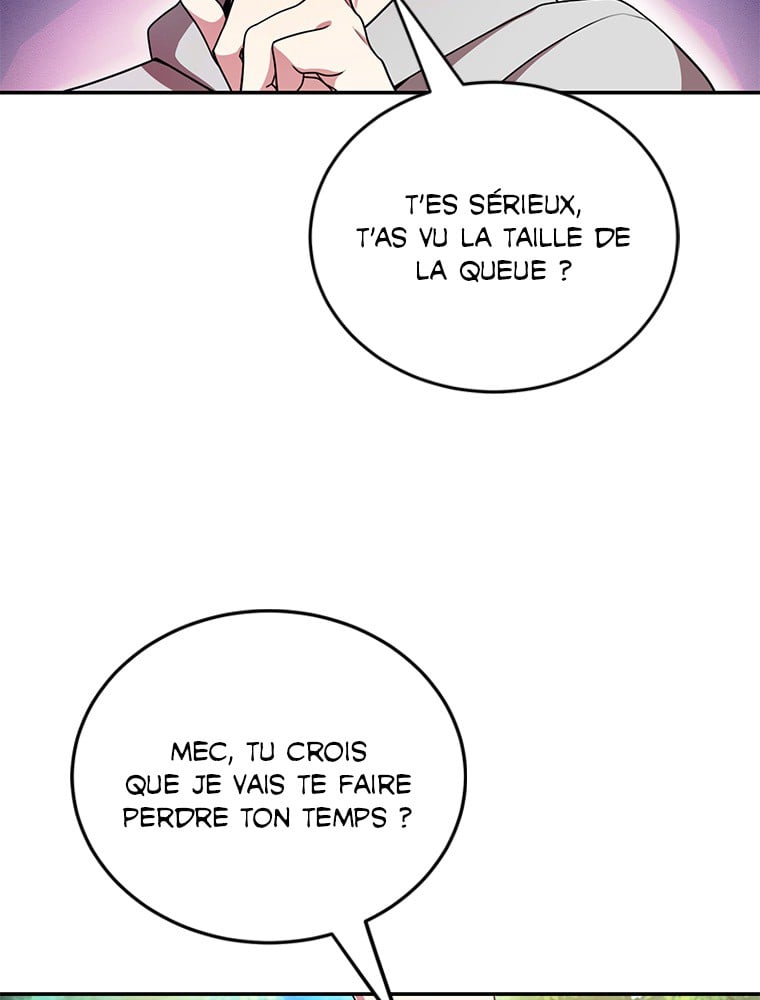 T'ES SÉRIEUX,
T'AS VU LA TAILLE DE
LA QUEUE ?
MEC, TU CROIS
QUE JE VAIS TE FAIRE
PERDRE TON TEMPS ?